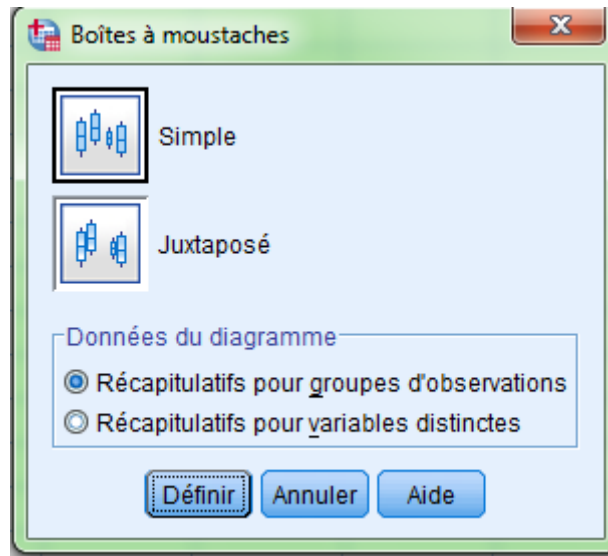 Boîtes à moustaches
Simple
Juxtaposé
Données du diagramme
Récapitulatifs pour groupes d'observations
Récapitulatifs pour variables distinctes
Définir Annuler Aide